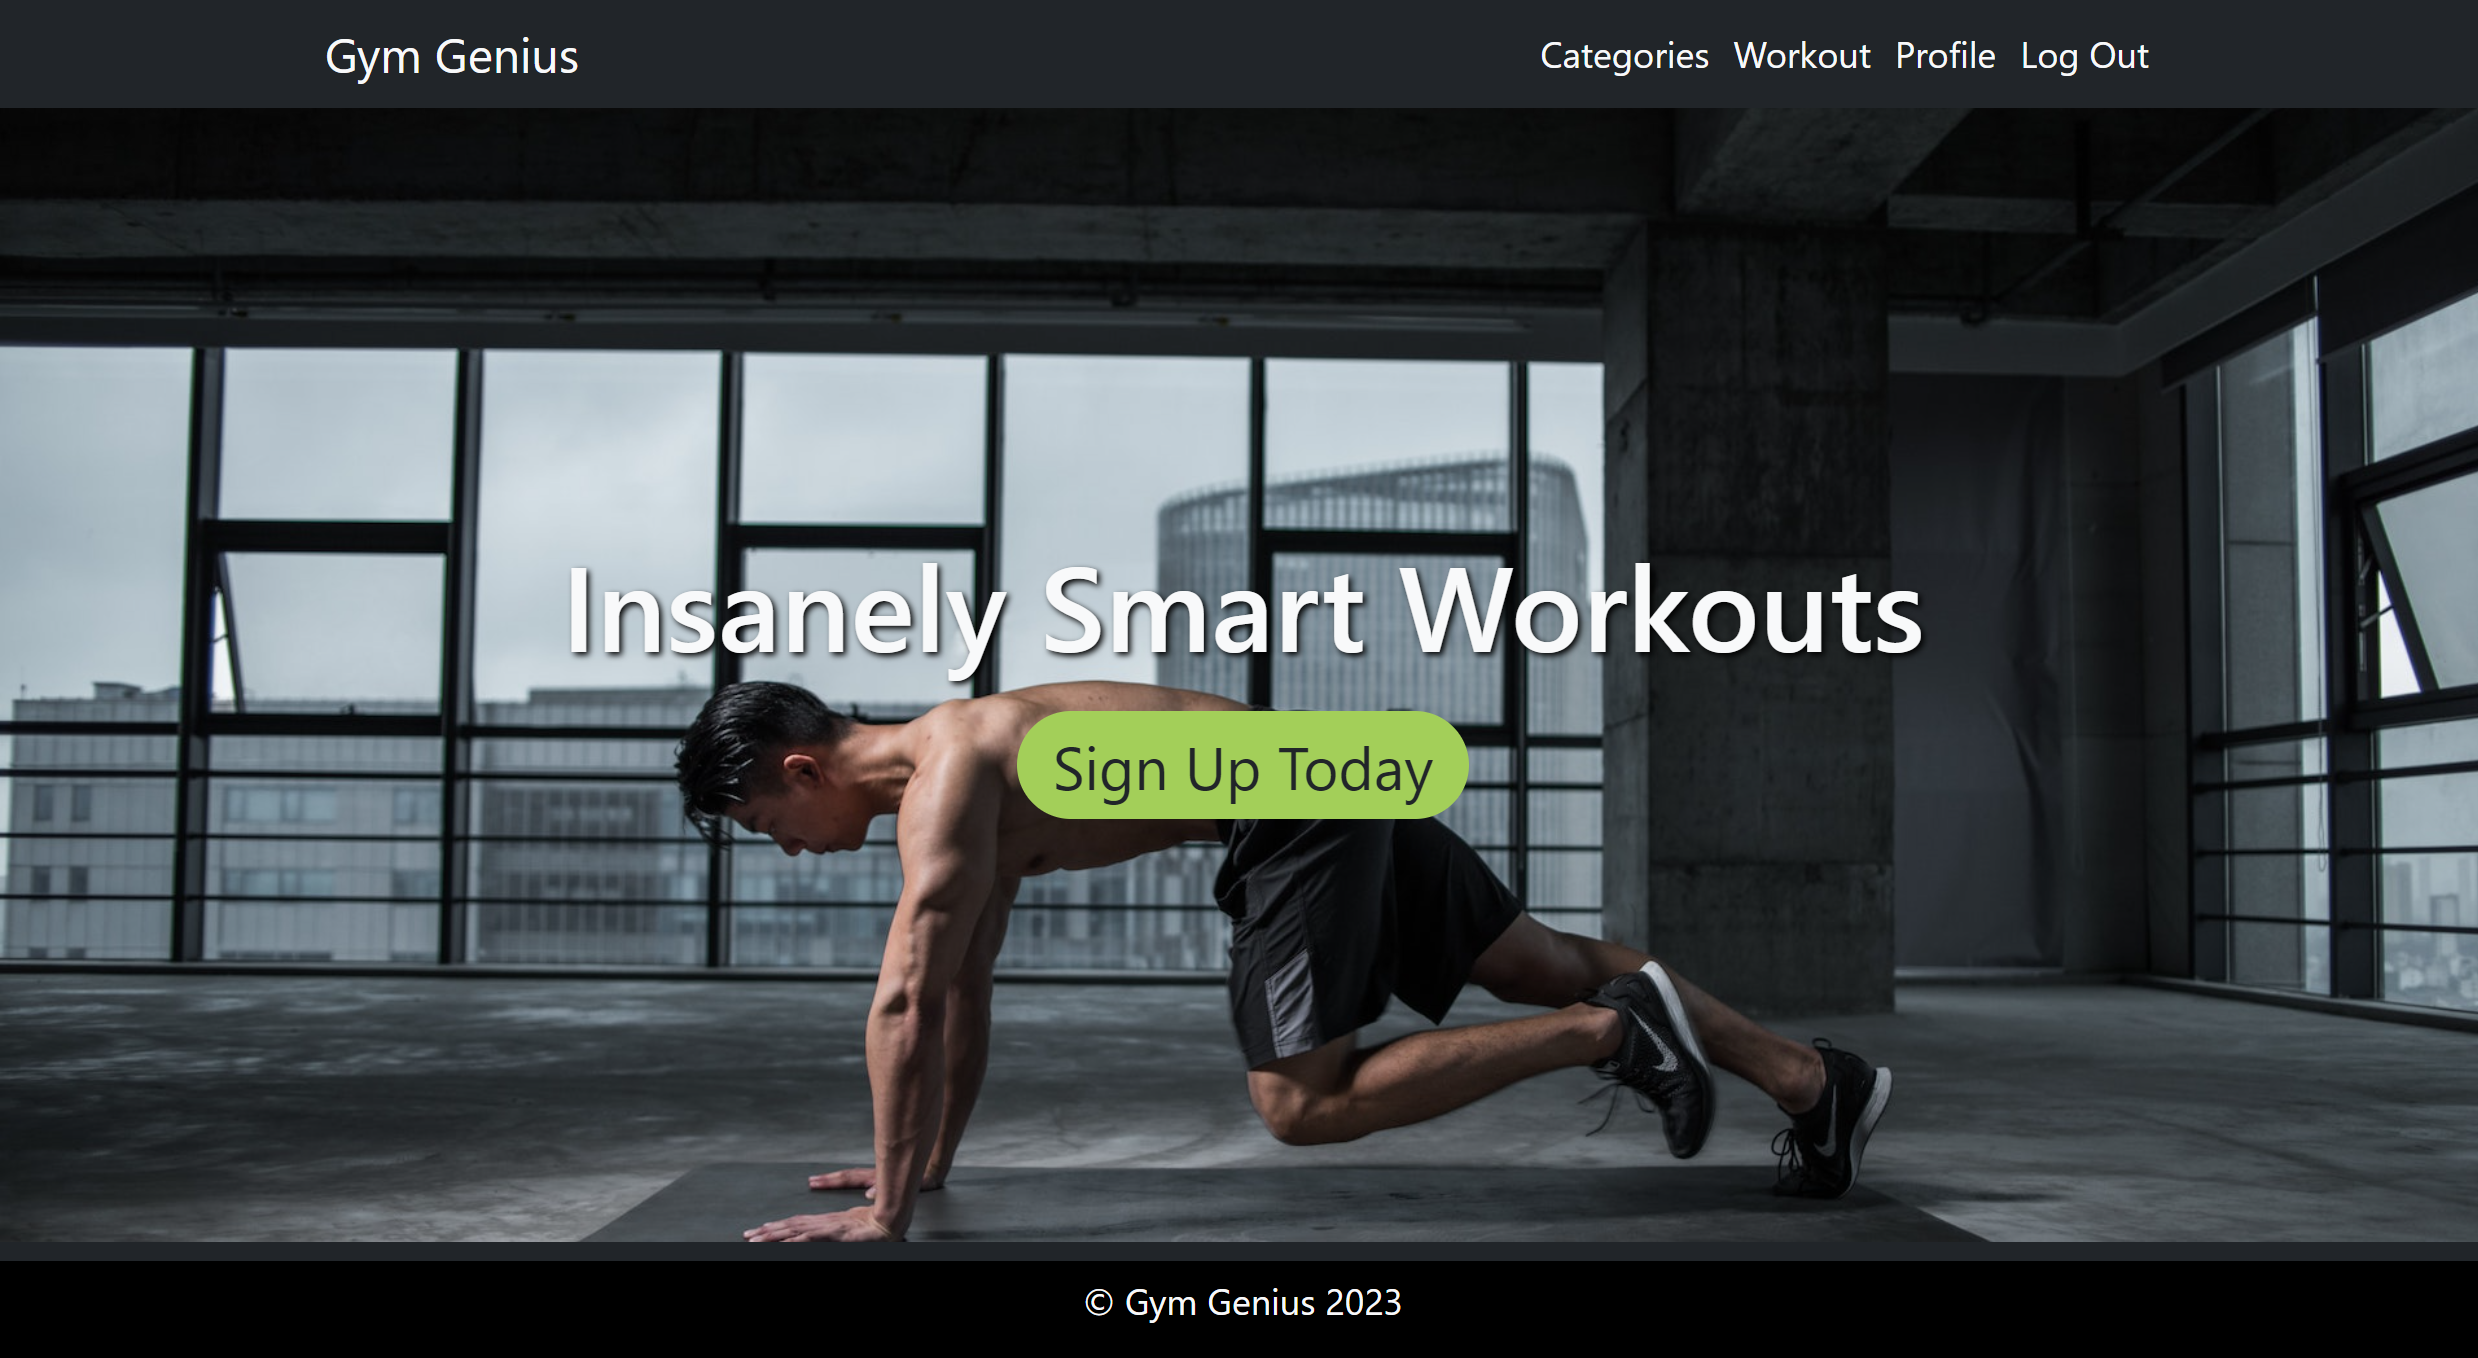 Gym Genius
Categories Workout Profile Log Out
Insanely Smart Workouts
Sign Up Today
© Gym Genius 2023